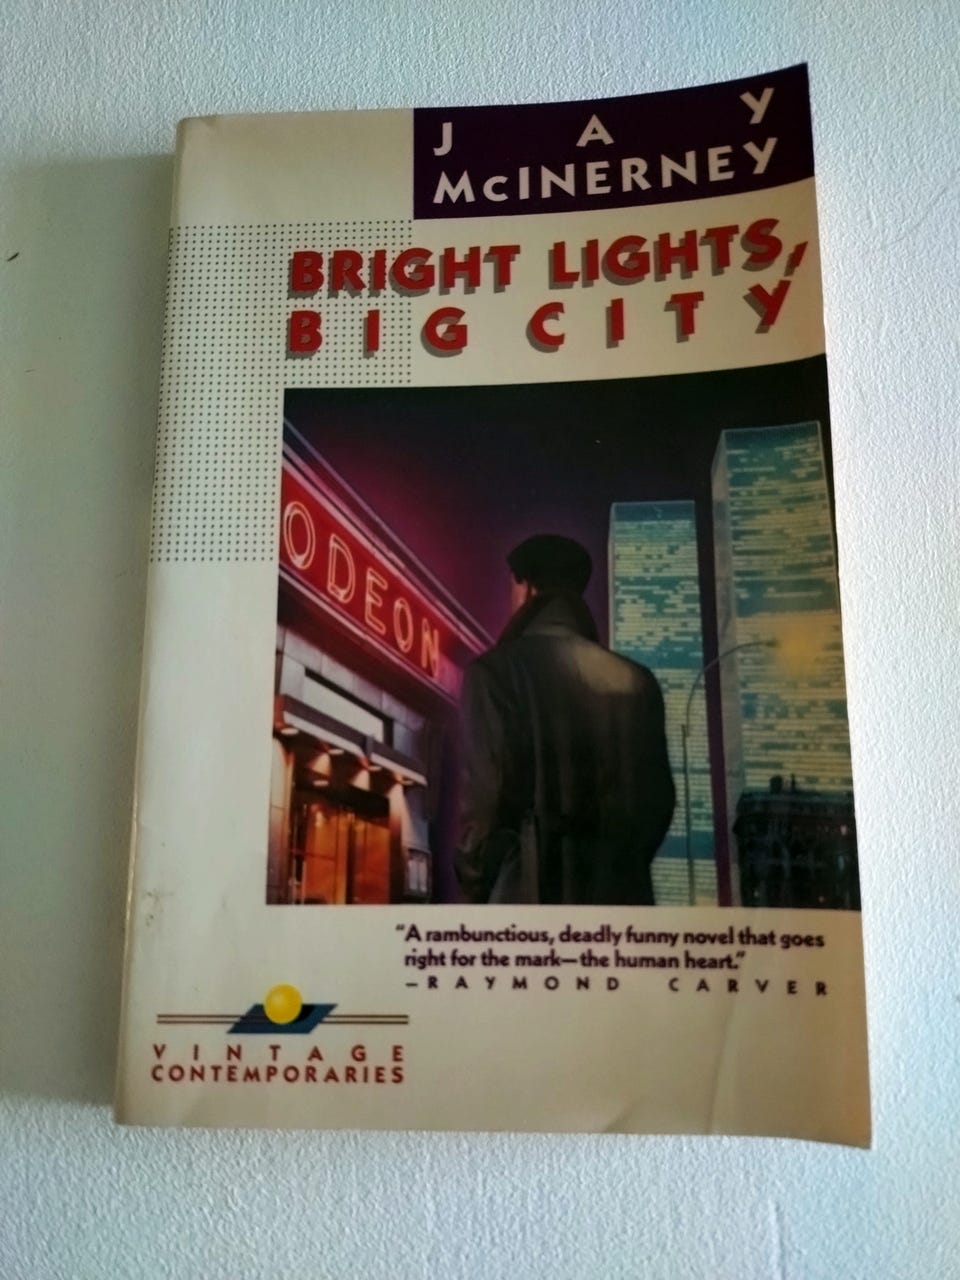 JAY
McINERNEY
BRIGHT LIGHTS,
BIG CITY
ODEON
“A rambunctious, deadly funny novel that goes
right for the mark—the human heart.”
—RAYMOND CARVER
VINTAGE
CONTEMPORARIES